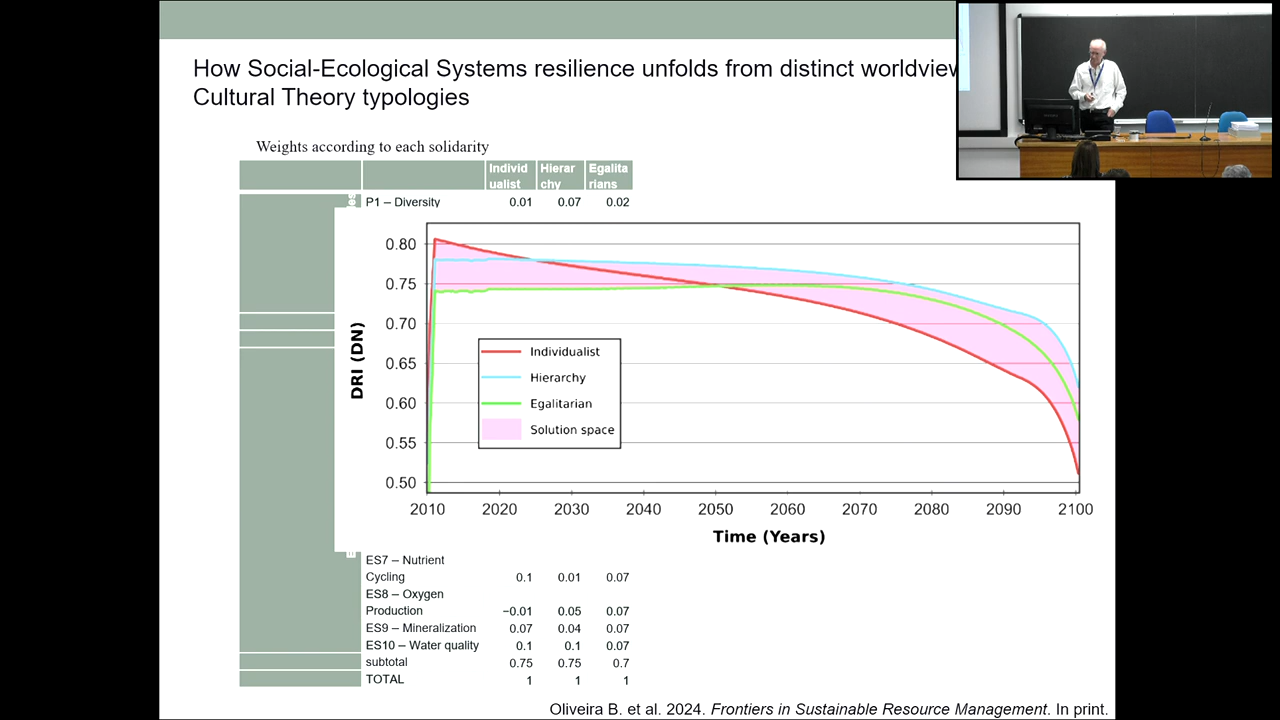 How Social-Ecological Systems resilience unfolds from distinct
Cultural Theory typologies
Weights according to each solidarity
Individ Hierar Egalita
ualist chy rians
P1 – Diversity 0.01 0.07 0.02
0.80
0.75
0.70
0.65
0.60
0.55
0.50
DRI (DN)
Individualist
Hierarchy
Egalitarian
Solution space
2010 2020 2030 2040 2050 2060 2070 2080 2090 2100
Time (Years)
ES7 – Nutrient
Cycling 0.1 0.01 0.07
ES8 – Oxygen
Production −0.01 0.05 0.07
ES9 – Mineralization 0.07 0.04 0.07
ES10 – Water quality 0.1 0.1 0.07
subtotal 0.75 0.75 0.7
TOTAL 1 1 1
Oliveira B. et al. 2024. Frontiers in Sustainable Resource Management. In print.